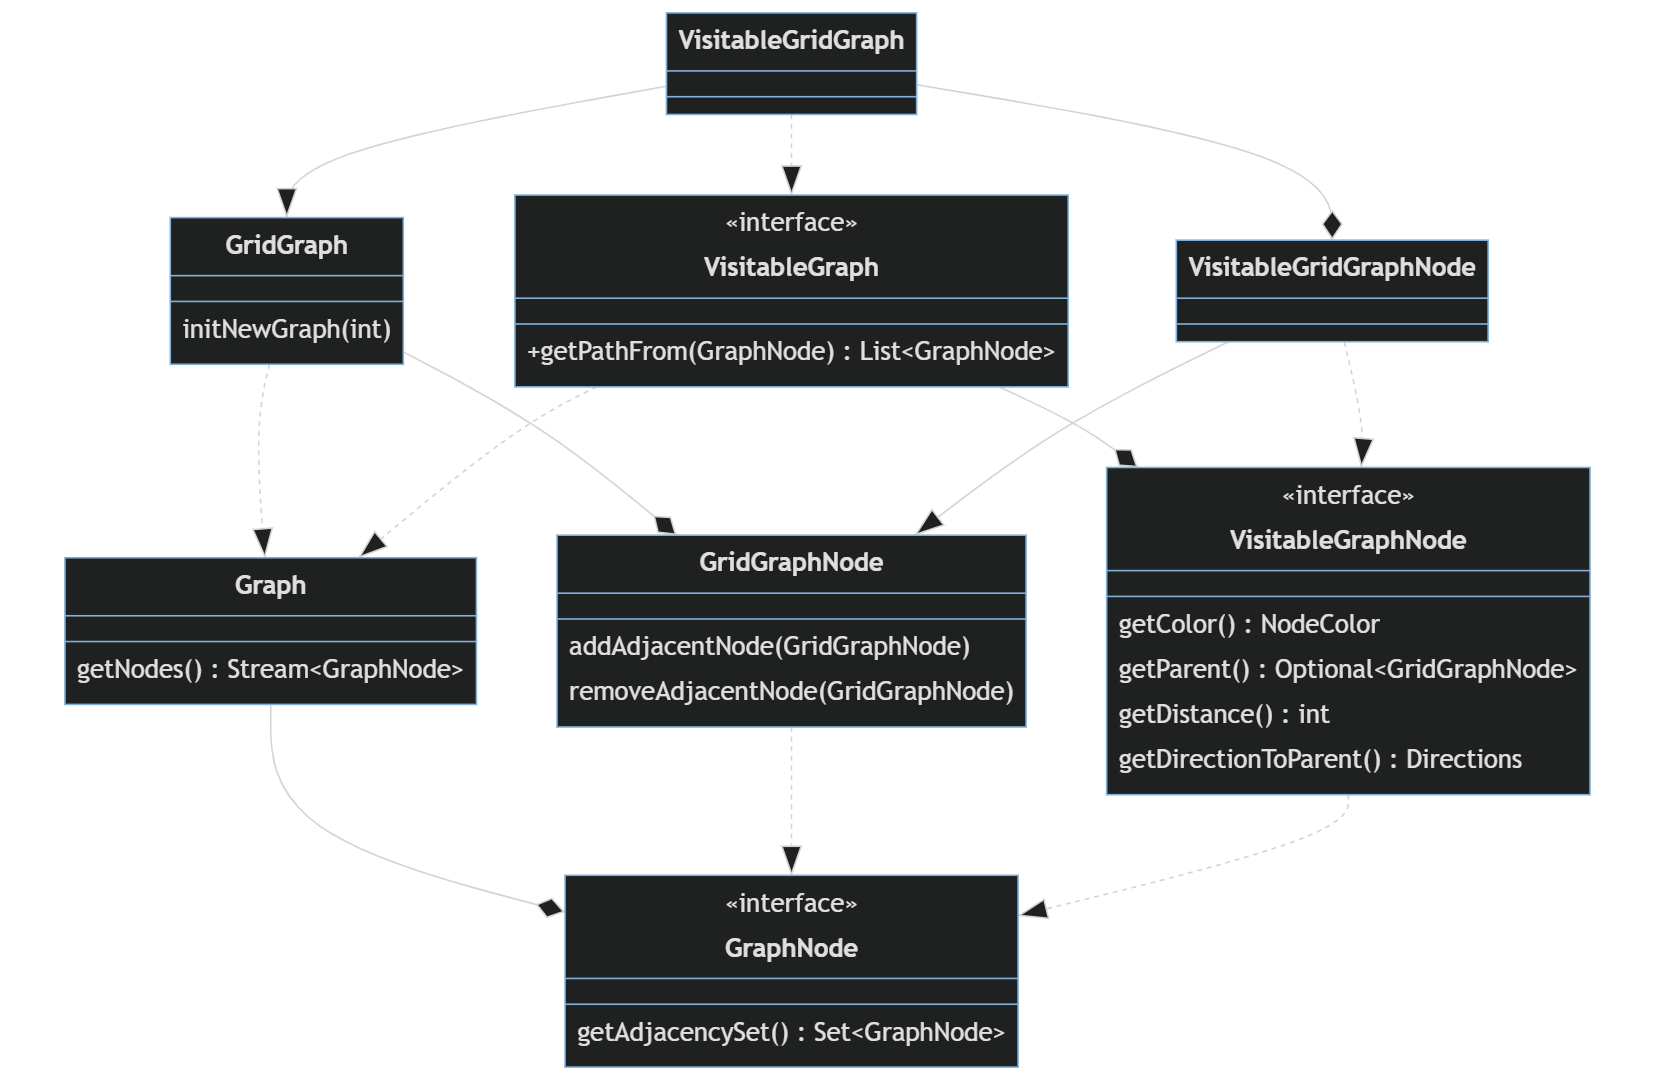 VisitableGridGraph
GridGraph
initNewGraph(int)
«interface»
VisitableGraph
+getPathFrom(GraphNode) : List<GraphNode>
VisitableGridGraphNode
Graph
getNodes() : Stream<GraphNode>
GridGraphNode
addAdjacentNode(GridGraphNode)
removeAdjacentNode(GridGraphNode)
«interface»
VisitableGraphNode
getColor() : NodeColor
getParent() : Optional<GridGraphNode>
getDistance() : int
getDirectionToParent() : Directions
«interface»
GraphNode
getAdjacencySet() : Set<GraphNode>